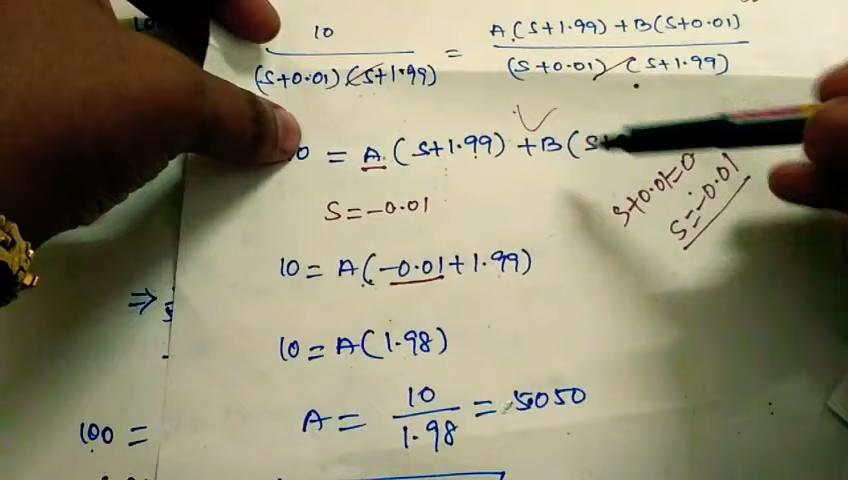 10 / (S+0.01)(S+1.99) = A(S+1.99)+B(S+0.01) / (S+0.01)(S+1.99)
10 = A(S+1.99)+B(S+
S+0.01=0
S=-0.01
S=-0.01
10=A(-0.01+1.99)
⇒
10=A(1.98)
A= 10 / 1.98 = 5050
100 =